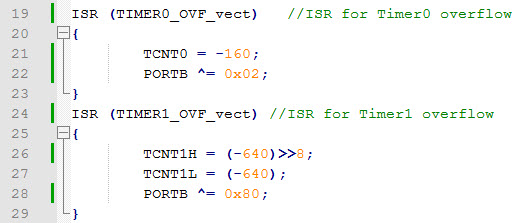 19 ISR (TIMER0_OVF_vect) //ISR for Timer0 overflow
20 {
21 TCNT0 = -160;
22 PORTB ^= 0x02;
23 }
24 ISR (TIMER1_OVF_vect) //ISR for Timer1 overflow
25 {
26 TCNT1H = (-640)>>8;
27 TCNT1L = (-640);
28 PORTB ^= 0x80;
29 }